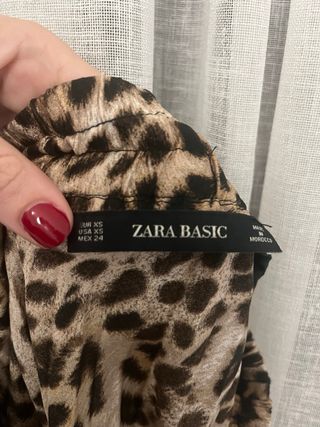 EUR XS
USA XS
MEX 24
ZARA BASIC
MADE
IN
MOROCCO